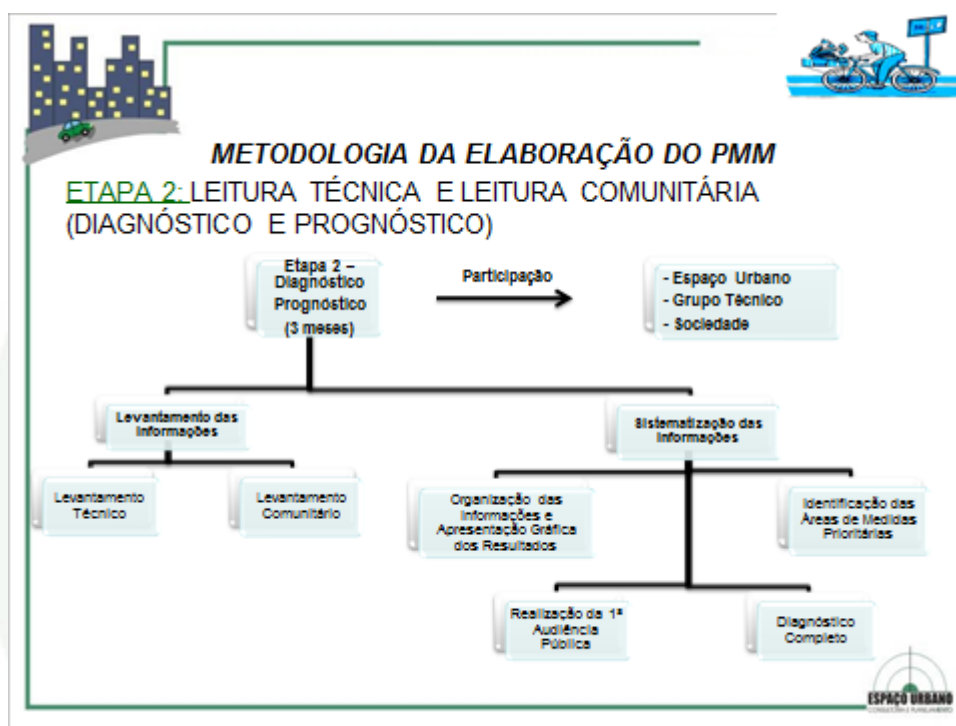 METODOLOGIA DA ELABORAÇÃO DO PMM
ETAPA 2: LEITURA TÉCNICA E LEITURA COMUNITÁRIA
(DIAGNÓSTICO E PROGNÓSTICO)
Etapa 2 –
Diagnóstico
Prognóstico
(3 meses)
Participação
- Espaço Urbano
- Grupo Técnico
- Sociedade
Levantamento das
Informações
Sistematização das
Informações
Levantamento
Técnico
Levantamento
Comunitário
Organização das
Informações e
Apresentação Gráfica
dos Resultados
Identificação das
Áreas de Medidas
Prioritárias
Realização da 1ª
Audiência
Pública
Diagnóstico
Completo
ESPAÇO URBANO
CONSULTORIA E PLANEJAMENTO